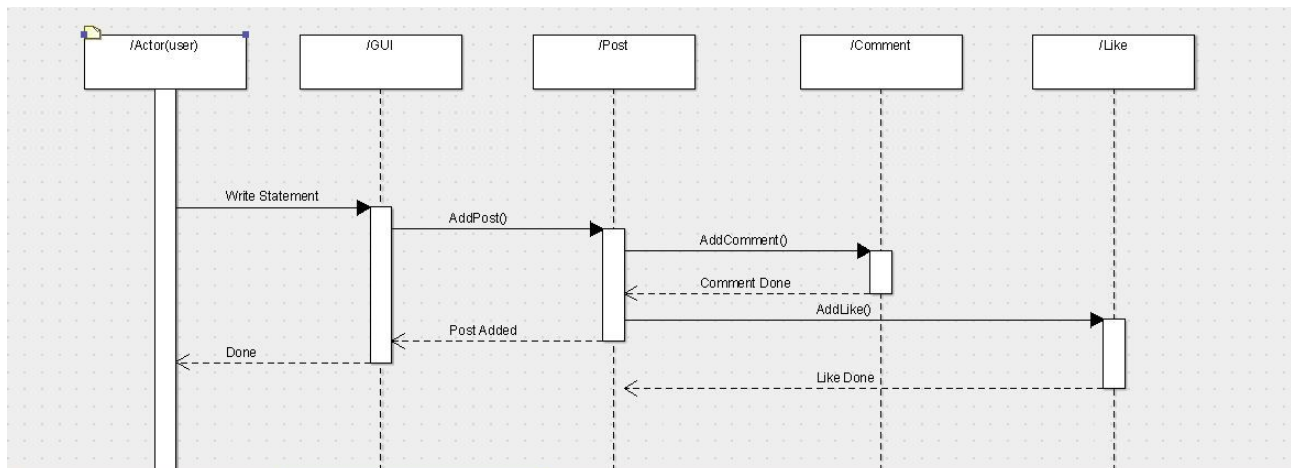 /Actor(user)
/GUI
/Post
/Comment
/Like
Write Statement
AddPost()
AddComment()
Comment Done
AddLike()
Post Added
Done
Like Done